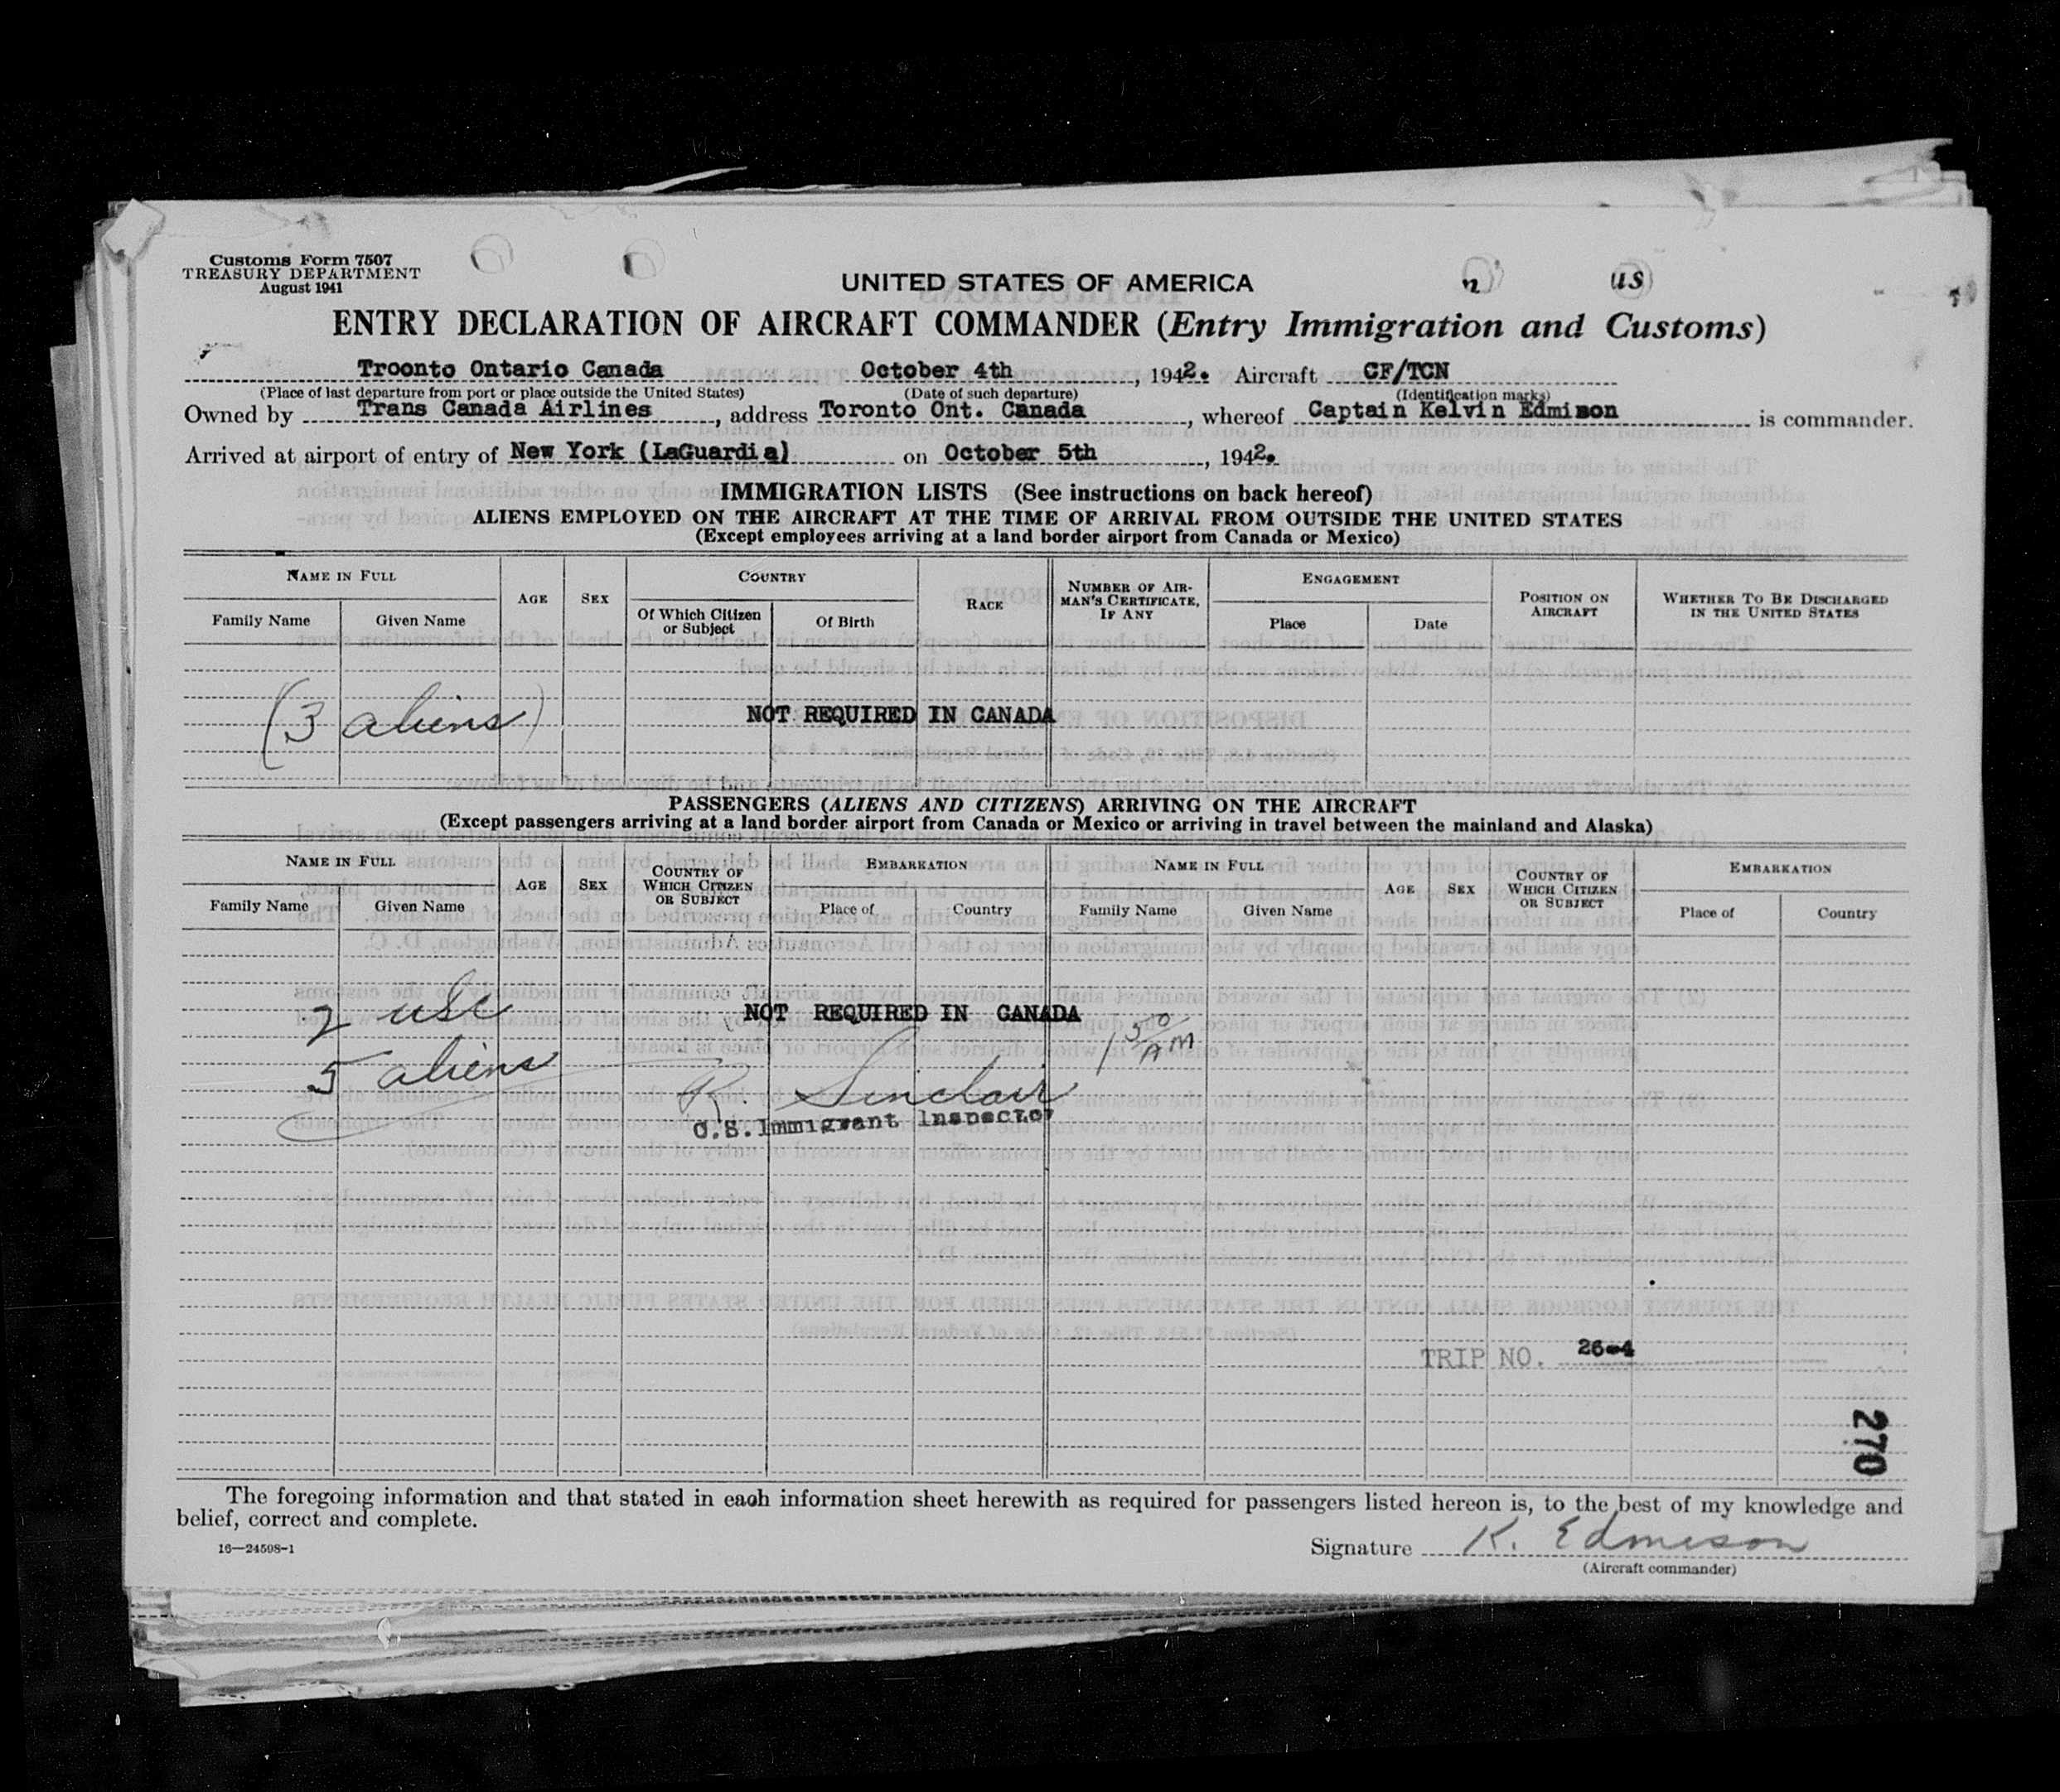 Customs Form 7507
TREASURY DEPARTMENT
August 1941
UNITED STATES OF AMERICA
n
us
ENTRY DECLARATION OF AIRCRAFT COMMANDER (Entry Immigration and Customs)
Troonto Ontario Canada October 4th , 1942. Aircraft CF/TCN
(Place of last departure from port or place outside the United States) (Date of such departure) (Identification marks)
Owned by Trans Canada Airlines , address Toronto Ont. Canada , whereof Captain Kelvin Edmison is commander.
Arrived at airport of entry of New York (LaGuardia) on October 5th , 1942.
IMMIGRATION LISTS (See instructions on back hereof)
ALIENS EMPLOYED ON THE AIRCRAFT AT THE TIME OF ARRIVAL FROM OUTSIDE THE UNITED STATES
(Except employees arriving at a land border airport from Canada or Mexico)
NAME IN FULL AGE SEX COUNTRY RACE NUMBER OF AIRMAN'S CERTIFICATE, IF ANY ENGAGEMENT POSITION ON AIRCRAFT WHETHER TO BE DISCHARGED IN THE UNITED STATES
Family Name Given Name Of Which Citizen or Subject Of Birth Place Date
(3 aliens) NOT REQUIRED IN CANADA
PASSENGERS (ALIENS AND CITIZENS) ARRIVING ON THE AIRCRAFT
(Except passengers arriving at a land border airport from Canada or Mexico or arriving in travel between the mainland and Alaska)
NAME IN FULL AGE SEX COUNTRY OF WHICH CITIZEN OR SUBJECT EMBARKATION NAME IN FULL AGE SEX COUNTRY OF WHICH CITIZEN OR SUBJECT EMBARKATION
Family Name Given Name Place of Country Family Name Given Name Place of Country
2 usc NOT REQUIRED IN CANADA
1 50/AM
5 aliens
R. Sinclair
U.S. Immigrant Inspector
TRIP NO. 26-4
270
The foregoing information and that stated in each information sheet herewith as required for passengers listed hereon is, to the best of my knowledge and
belief, correct and complete.
16—24598-1
Signature K. Edmison
(Aircraft commander)